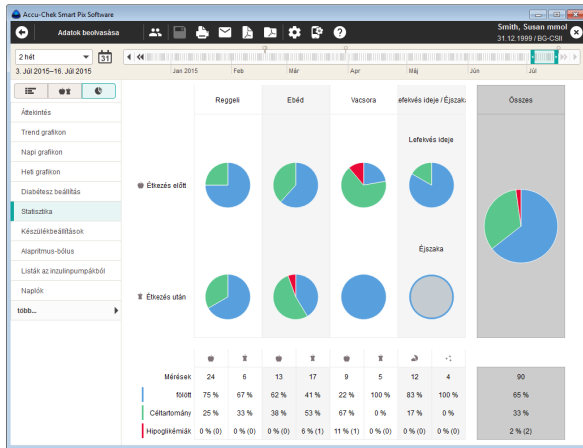 Accu-Chek Smart Pix Software
Adatok beolvasása
Smith, Susan mmol
31.12.1999 / BG-CSII
2 hét
31
3. Júl 2015–16. Júl 2015
Jan 2015 Feb Már Apr Máj Jún Júl
Áttekintés
Trend grafikon
Napi grafikon
Heti grafikon
Diabétesz beállítás
Statisztika
Készülékbeállítások
Alapritmus-bólus
Listák az inzulinpumpákból
Naplók
több...
Reggeli Ebéd Vacsora efekvés ideje / Éjszaka Összes
Lefekvés ideje
Étkezés előtt
Éjszaka
Étkezés után
Mérések 24 6 13 17 9 5 12 4 90
fölött 75 % 67 % 62 % 41 % 22 % 100 % 83 % 100 % 65 %
Céltartomány 25 % 33 % 38 % 53 % 67 % 0 % 17 % 0 % 33 %
Hipoglikémiák 0 % (0) 0 % (0) 0 % (0) 6 % (1) 11 % (1) 0 % (0) 0 % (0) 0 % (0) 2 % (2)